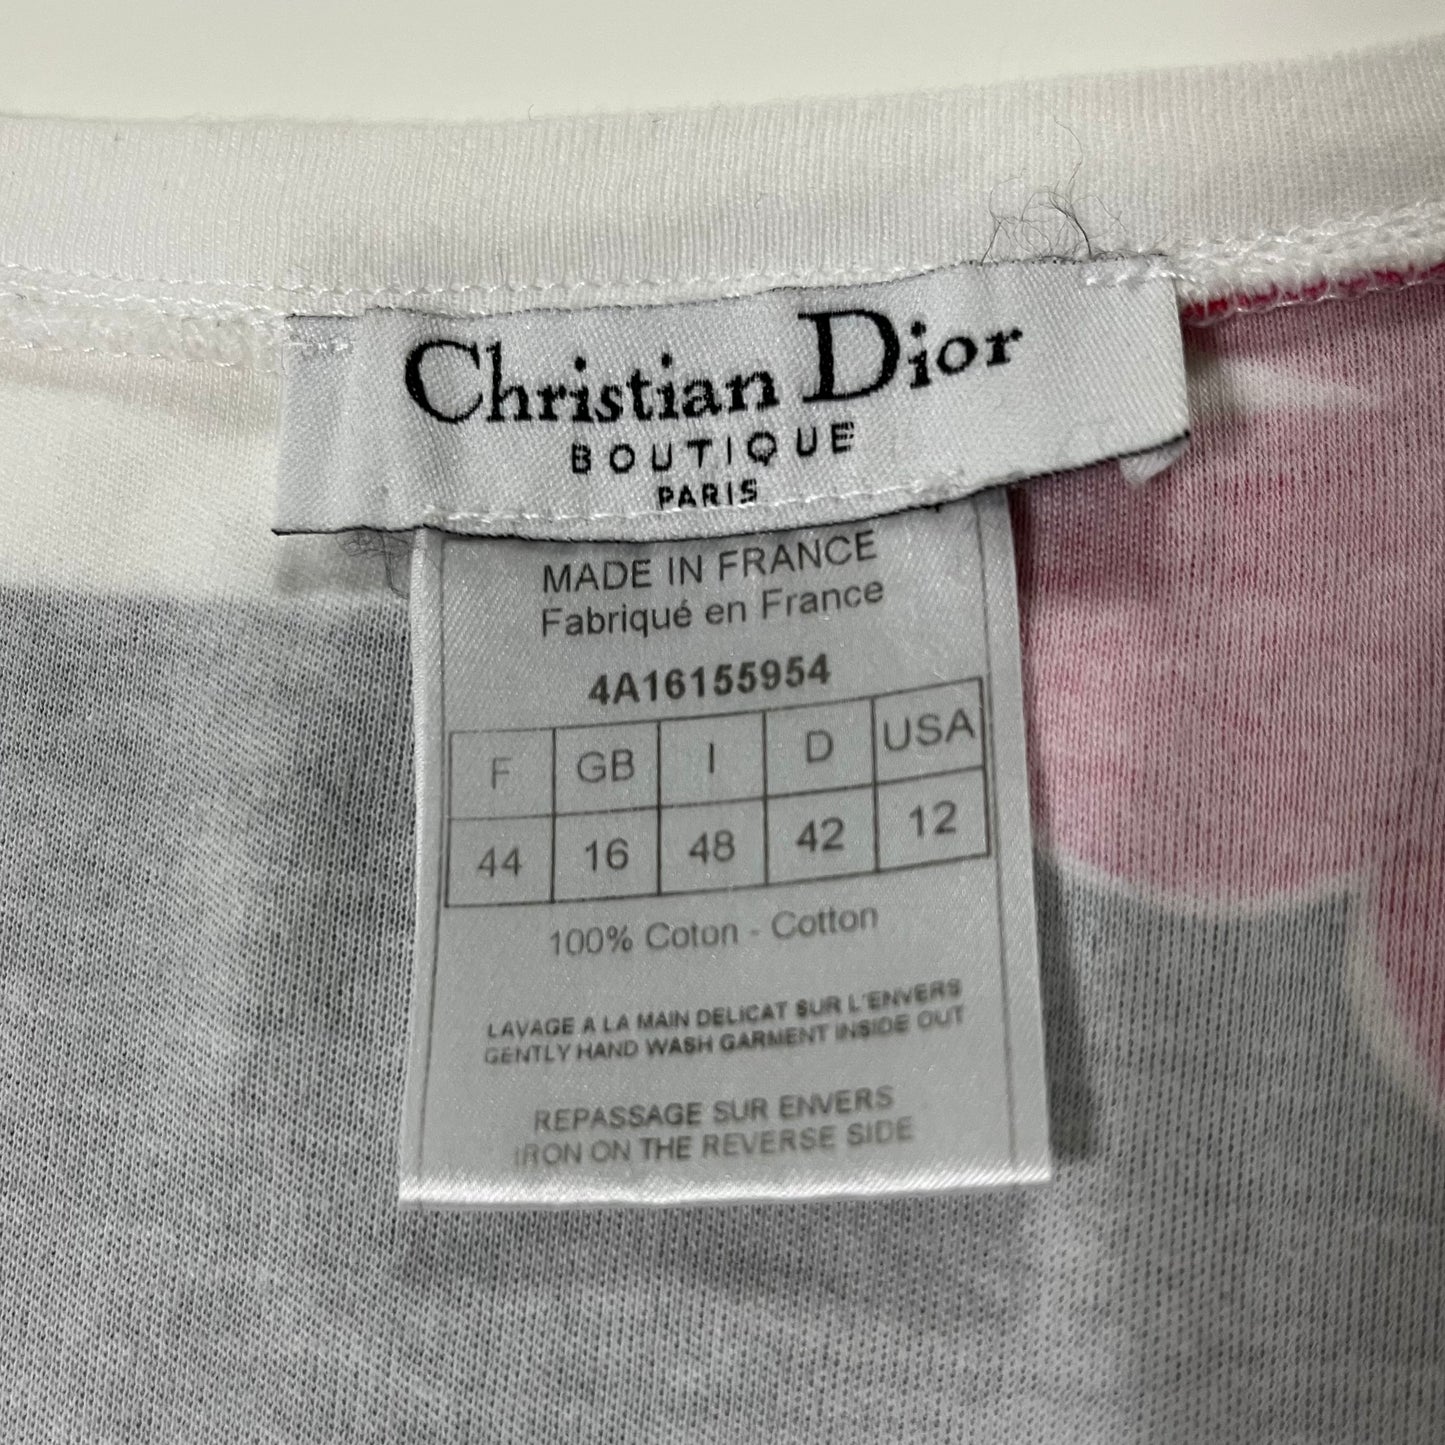 Christian Dior
BOUTIQUE
PARIS
MADE IN FRANCE
Fabriqué en France
4A16155954
F GB I D USA
44 16 48 42 12
100% Coton - Cotton
LAVAGE A LA MAIN DELICAT SUR L'ENVERS
GENTLY HAND WASH GARMENT INSIDE OUT
REPASSAGE SUR ENVERS
IRON ON THE REVERSE SIDE